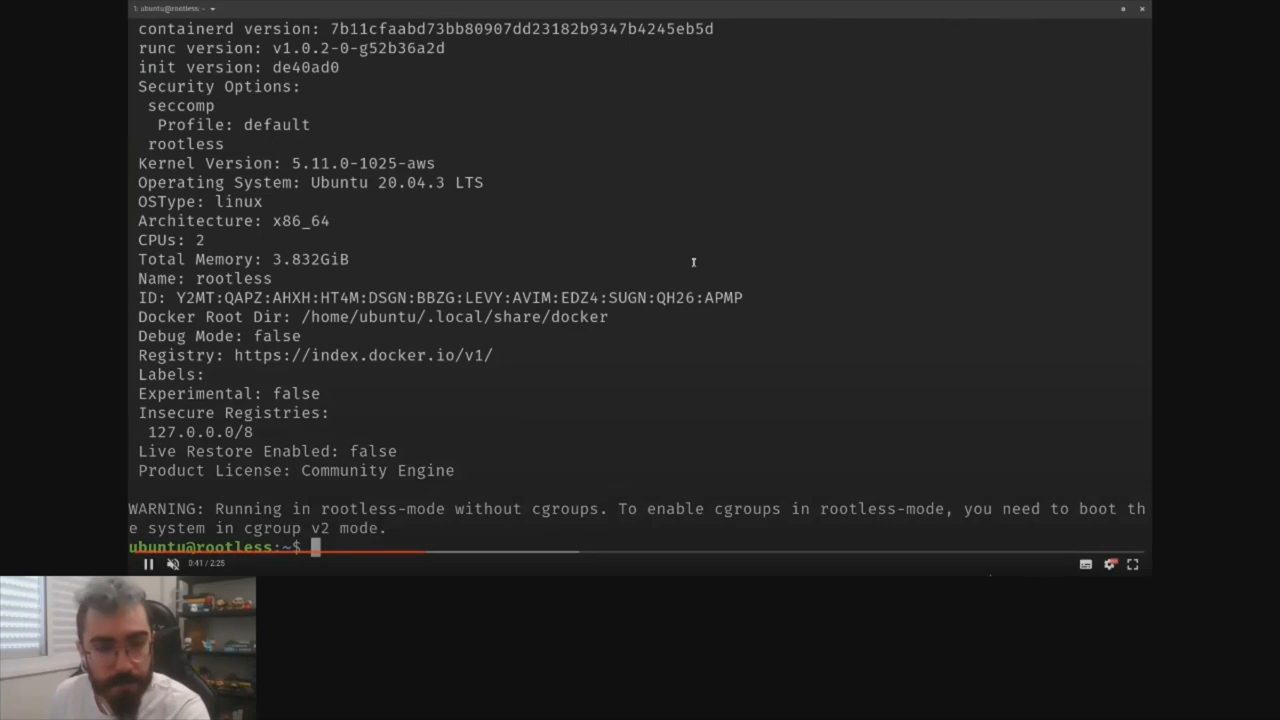 1: ubuntu@rootless: ~
containerd version: 7b11cfaabd73bb80907dd23182b9347b4245eb5d
runc version: v1.0.2-0-g52b36a2d
init version: de40ad0
Security Options:
seccomp
Profile: default
rootless
Kernel Version: 5.11.0-1025-aws
Operating System: Ubuntu 20.04.3 LTS
OSType: linux
Architecture: x86_64
CPUs: 2
Total Memory: 3.832GiB
Name: rootless
ID: Y2MT:QAPZ:AHXH:HT4M:DSGN:BBZG:LEVY:AVIM:EDZ4:SUGN:QH26:APMP
Docker Root Dir: /home/ubuntu/.local/share/docker
Debug Mode: false
Registry: https://index.docker.io/v1/
Labels:
Experimental: false
Insecure Registries:
127.0.0.0/8
Live Restore Enabled: false
Product License: Community Engine
WARNING: Running in rootless-mode without cgroups. To enable cgroups in rootless-mode, you need to boot th
e system in cgroup v2 mode.
ubuntu@rootless:~$
0:41 / 2:25